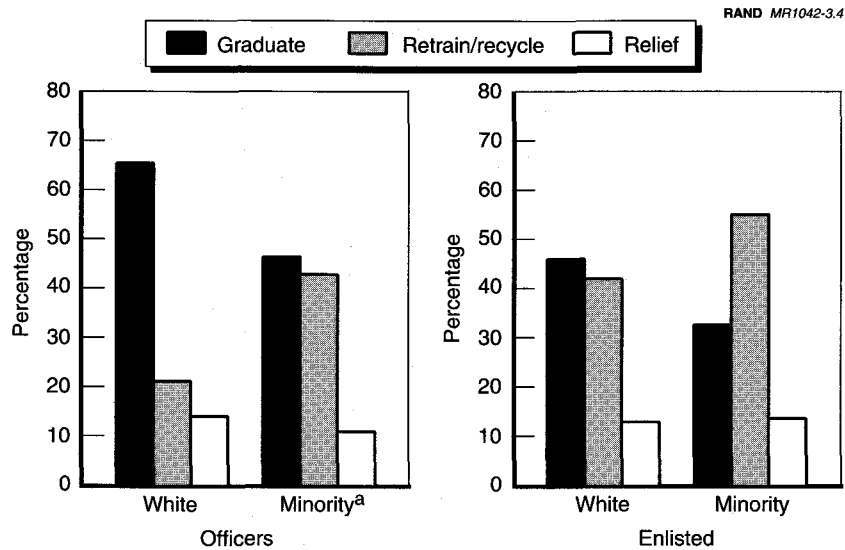 RAND MR1042-3.4
Graduate Retrain/recycle Relief
80
70
60
50
40
30
20
10
0
Percentage
White Minorityª
Officers
80
70
60
50
40
30
20
10
0
Percentage
White Minority
Enlisted